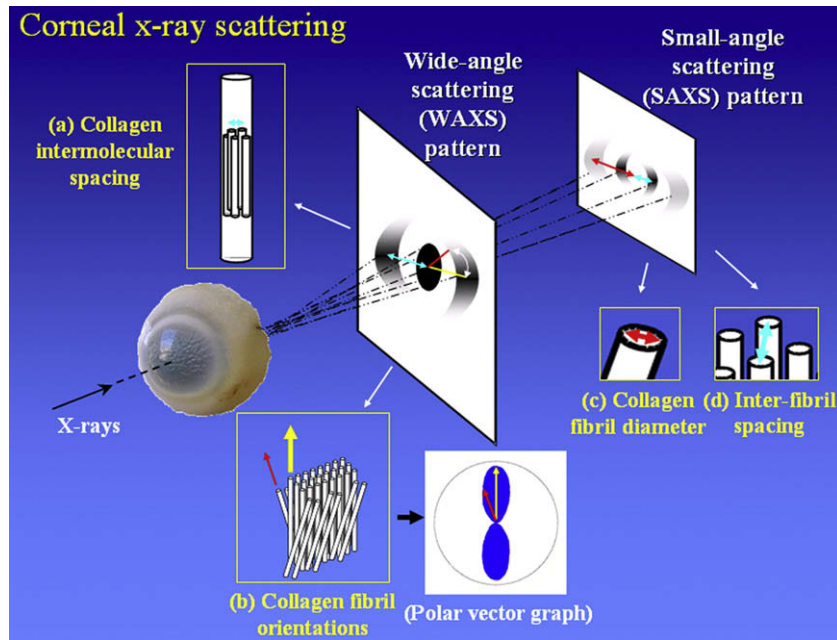 Corneal x-ray scattering
Wide-angle
scattering
(WAXS)
pattern
Small-angle
scattering
(SAXS) pattern
(a) Collagen
intermolecular
spacing
X-rays
(c) Collagen
fibril diameter
(d) Inter-fibril
spacing
(b) Collagen fibril
orientations
(Polar vector graph)